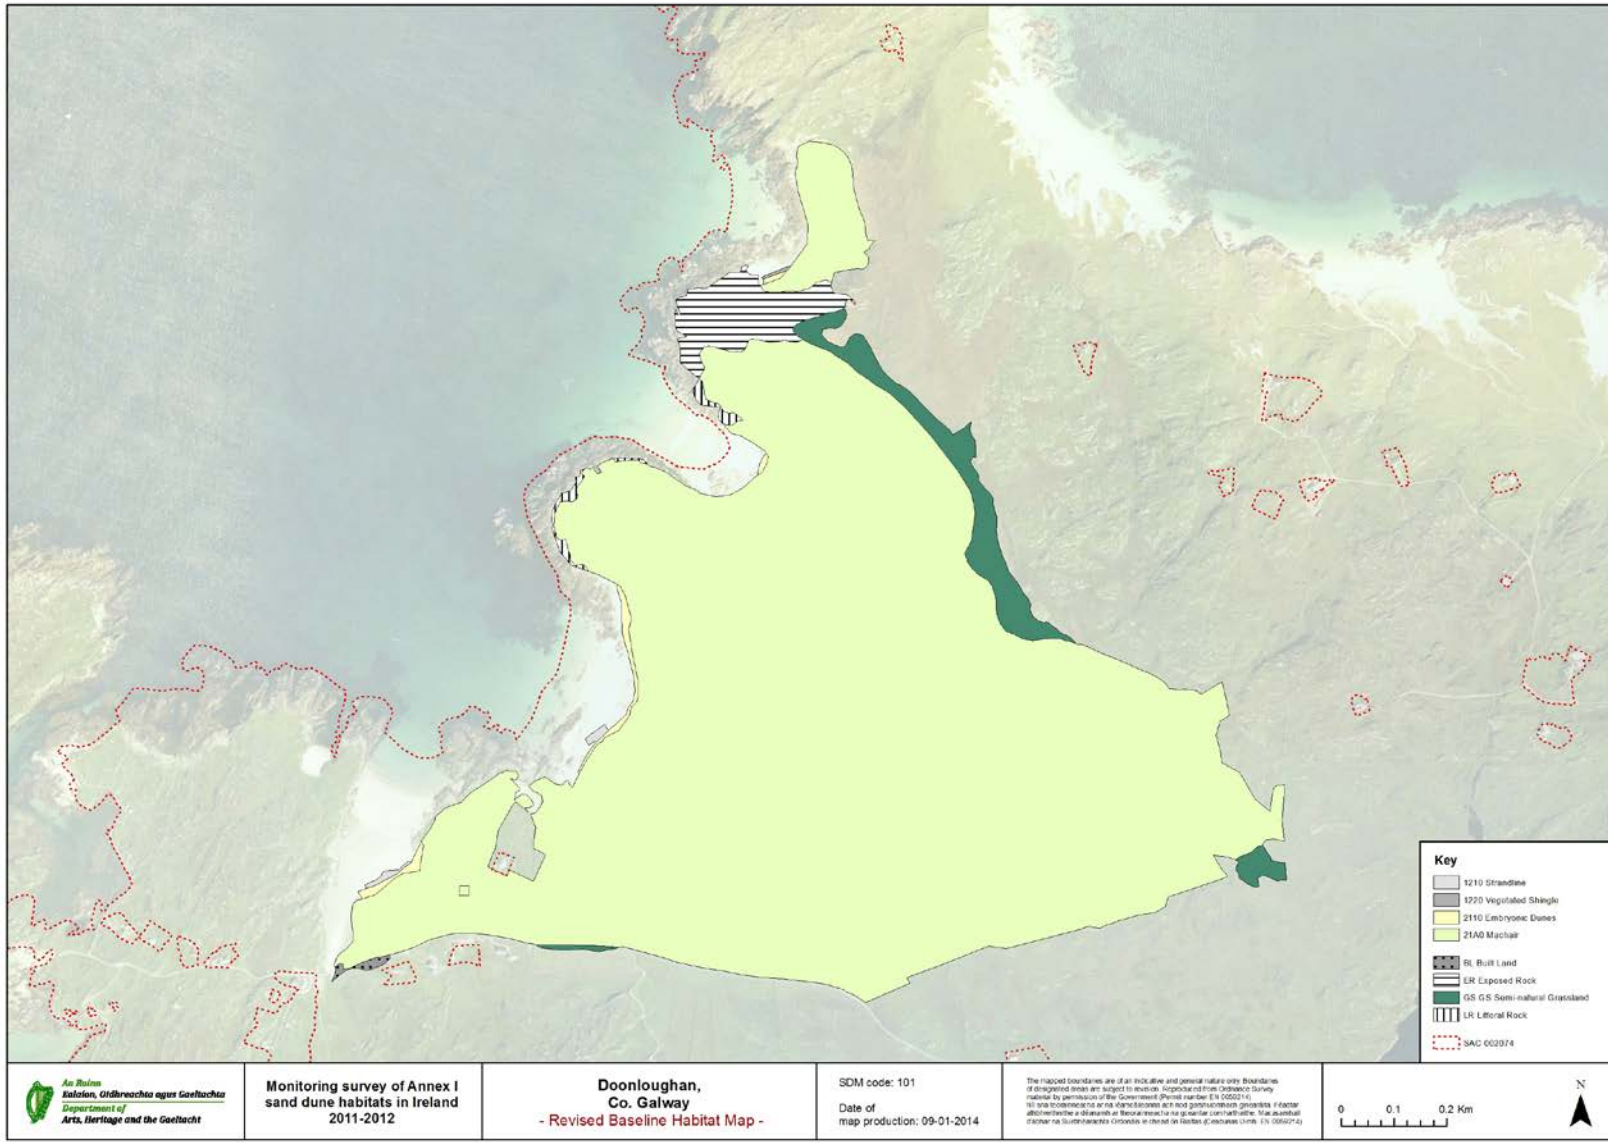 Key
1210 Strandline
1220 Vegetated Shingle
2110 Embryonic Dunes
21A0 Machair
BL Built Land
ER Exposed Rock
GS GS Semi-natural Grassland
LR Littoral Rock
SAC 002074
An Roinn
Ealaíon, Oidhreachta agus Gaeltachta
Department of
Arts, Heritage and the Gaeltacht
Monitoring survey of Annex I
sand dune habitats in Ireland
2011-2012
Doonloughan,
Co. Galway
- Revised Baseline Habitat Map -
SDM code: 101
Date of
map production: 09-01-2014
The mapped boundaries are of an indicative and general nature only. Boundaries
of designated areas are subject to revision. Reproduced from Ordnance Survey
material by permission of the Government (Permit number EN 0059214)
N
0 0.1 0.2 Km